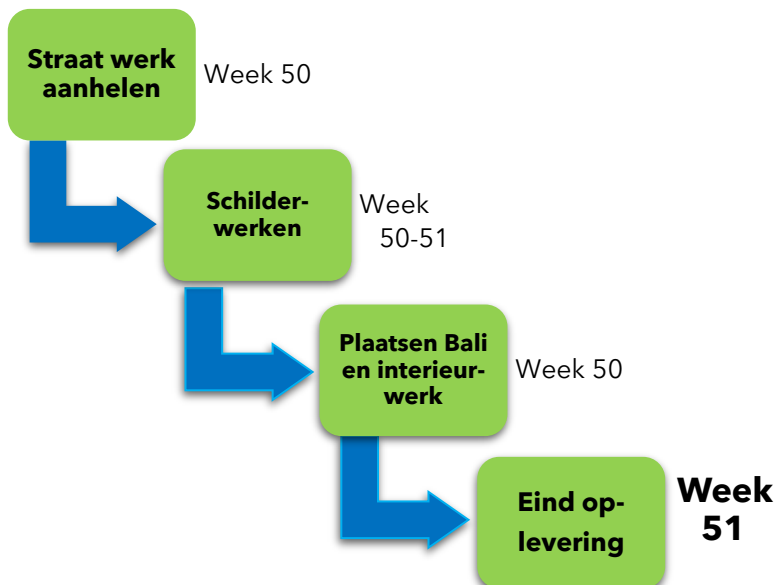 Straat werk
aanhelen
Week 50
Schilder-
werken
Week
50-51
Plaatsen Bali
en interieur-
werk
Week 50
Eind op-
levering
Week
51